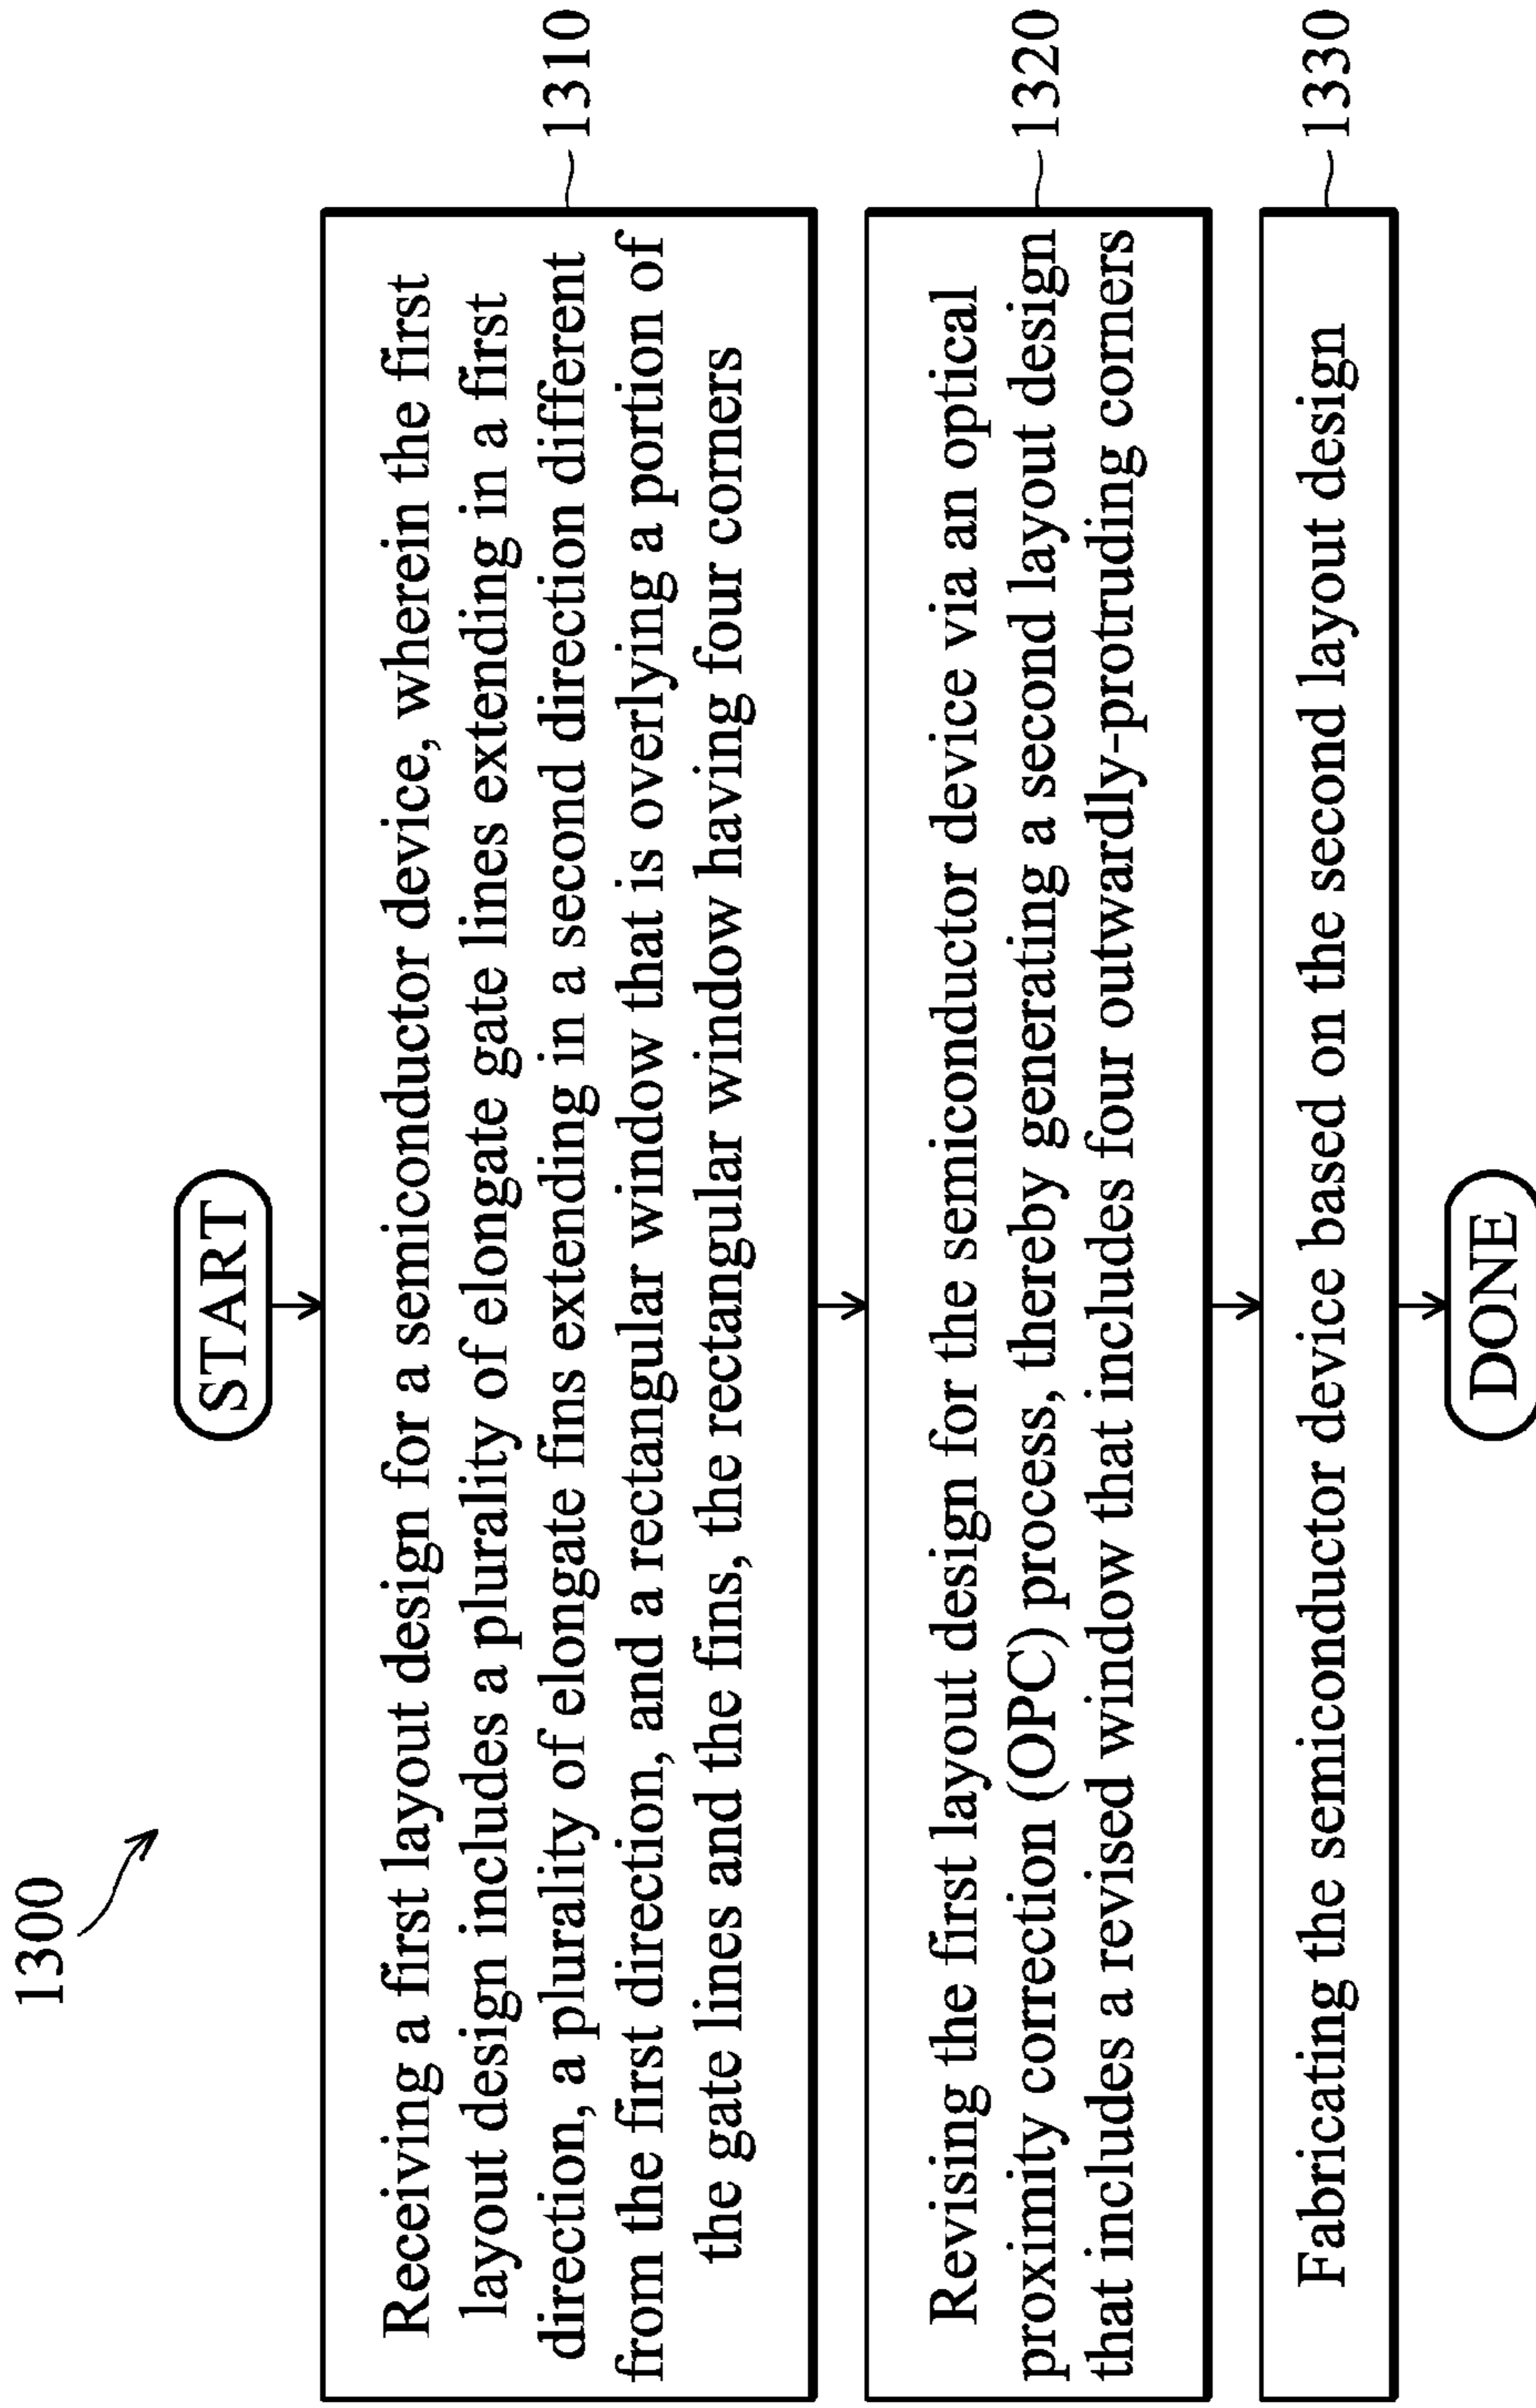 1300
START
Receiving a first layout design for a semiconductor device, wherein the first
layout design includes a plurality of elongate gate lines extending in a first
direction, a plurality of elongate fins extending in a second direction different
from the first direction, and a rectangular window that is overlying a portion of
the gate lines and the fins, the rectangular window having four corners
1310
Revising the first layout design for the semiconductor device via an optical
proximity correction (OPC) process, thereby generating a second layout design
that includes a revised window that includes four outwardly-protruding corners
1320
Fabricating the semiconductor device based on the second layout design
1330
DONE